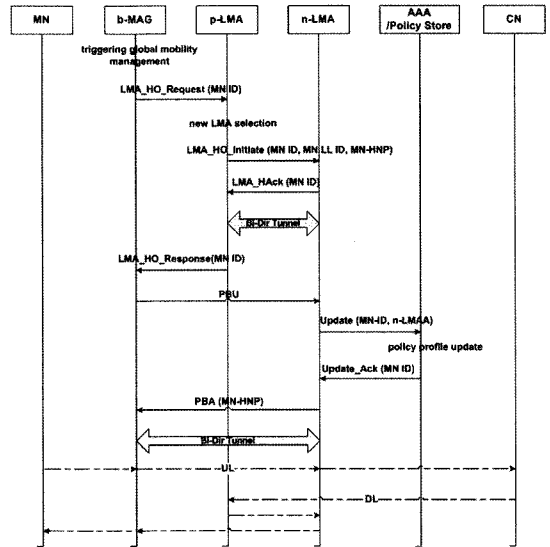 MN
b-MAG
p-LMA
n-LMA
AAA
/Policy Store
CN
triggering global mobility
management
LMA_HO_Request (MN ID)
new LMA selection
LMA_HO_Initiate (MN ID, MN LL ID, MN-HNP)
LMA_HAck (MN ID)
Bi-Dir Tunnel
LMA_HO_Response(MN ID)
PBU
Update (MN-ID, n-LMAA)
policy profile update
Update_Ack (MN ID)
PBA (MN-HNP)
Bi-Dir Tunnel
UL
DL